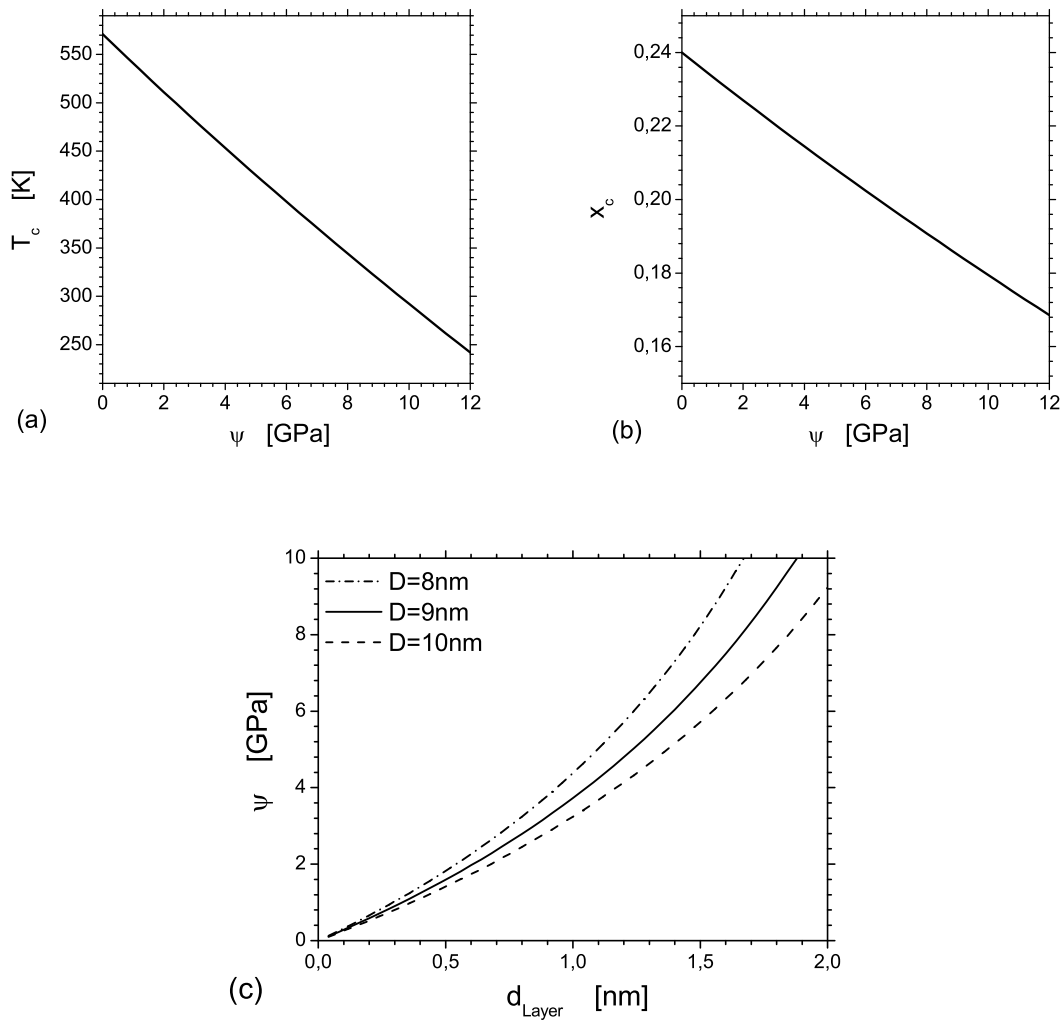 550
500
450
400
350
300
250
T_c [K]
0 2 4 6 8 10 12
ψ [GPa]
(a)
0,24
0,22
0,20
0,18
0,16
x_c
0 2 4 6 8 10 12
ψ [GPa]
(b)
10
8
6
4
2
0
ψ [GPa]
D=8nm
D=9nm
D=10nm
0,0 0,5 1,0 1,5 2,0
d_Layer [nm]
(c)